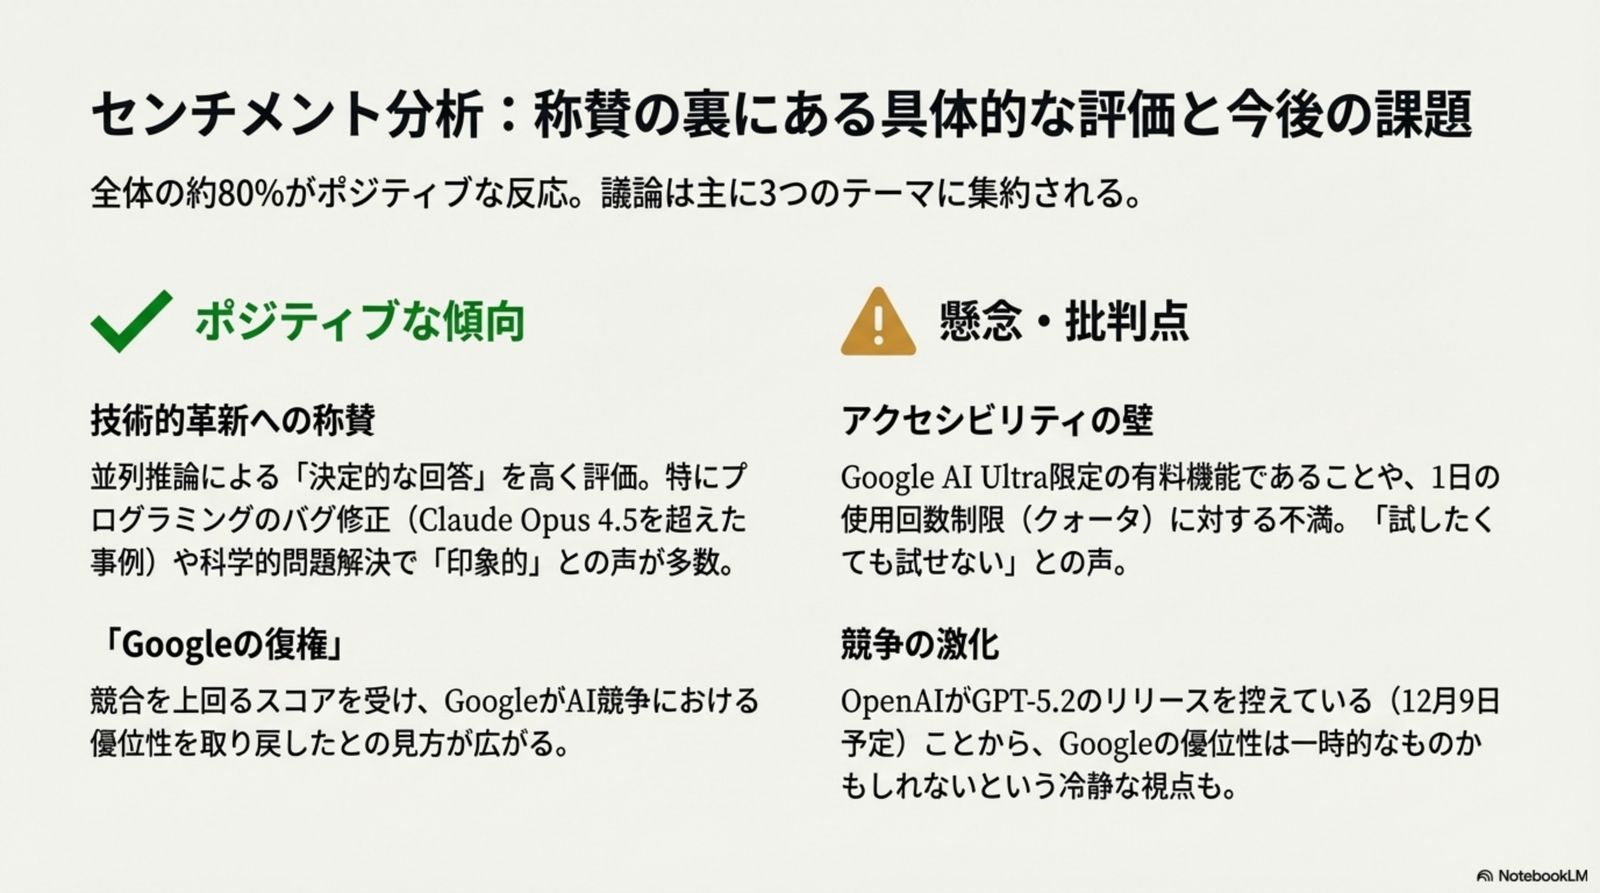 センチメント分析：称賛の裏にある具体的な評価と今後の課題
全体の約80%がポジティブな反応。議論は主に3つのテーマに集約される。
ポジティブな傾向
技術的革新への称賛
並列推論による「決定的な回答」を高く評価。特にプ
ログラミングのバグ修正（Claude Opus 4.5を超えた
事例）や科学的問題解決で「印象的」との声が多数。
「Googleの復権」
競合を上回るスコアを受け、GoogleがAI競争における
優位性を取り戻したとの見方が広がる。
懸念・批判点
アクセシビリティの壁
Google AI Ultra限定の有料機能であることや、1日の
使用回数制限（クォータ）に対する不満。「試したく
ても試せない」との声。
競争の激化
OpenAIがGPT-5.2のリリースを控えている（12月9日
予定）ことから、Googleの優位性は一時的なものか
もしれないという冷静な視点も。
NotebookLM